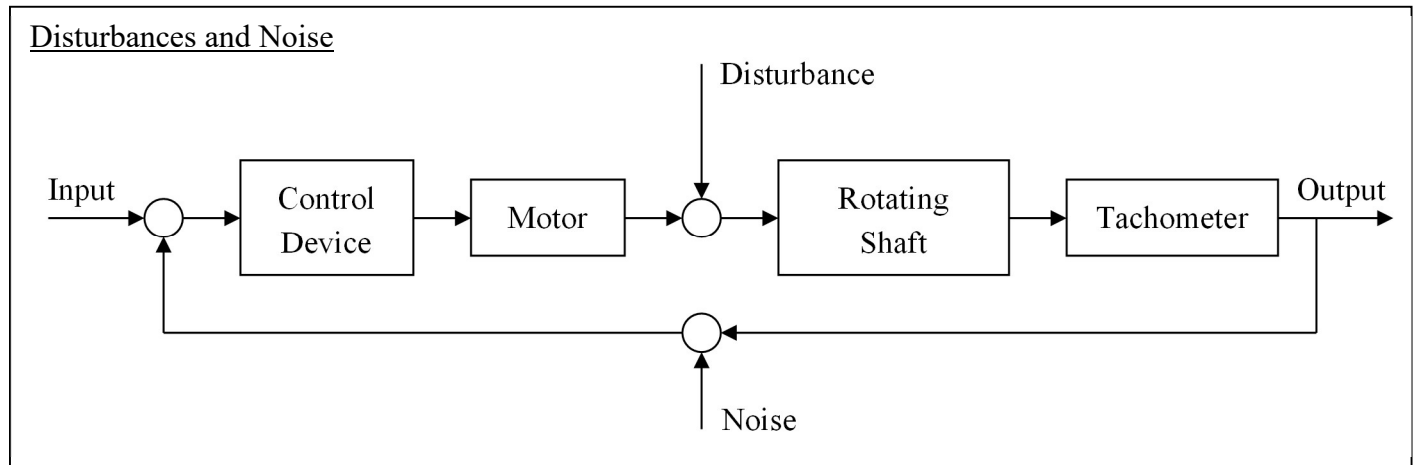 Disturbances and Noise
Disturbance
Input
Control
Device
Motor
Rotating
Shaft
Tachometer
Output
Noise